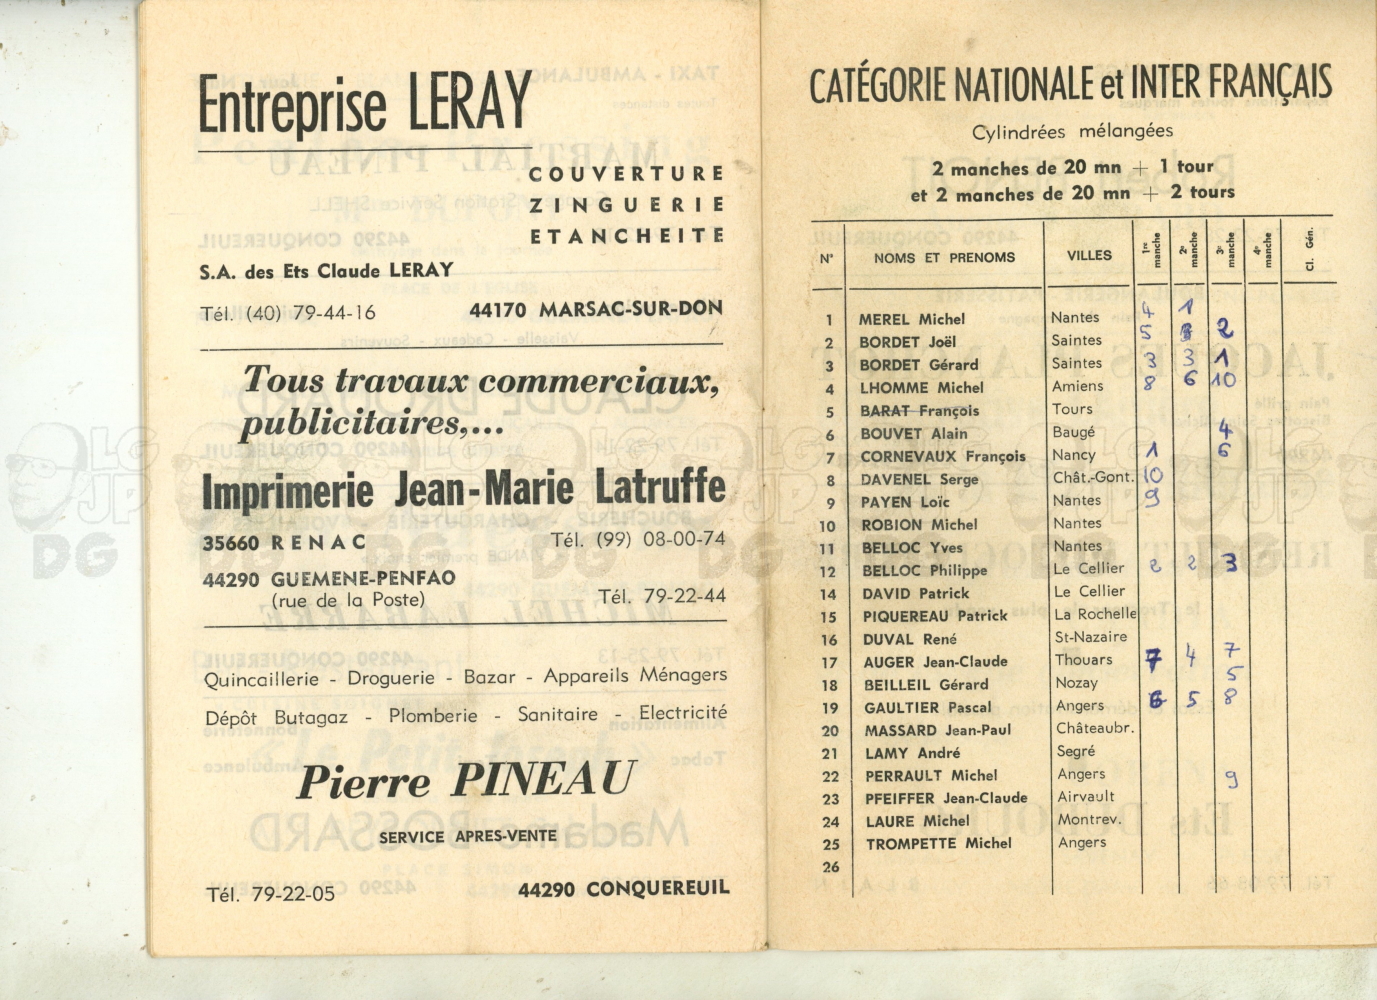 Entreprise LERAY
COUVERTURE
ZINGUERIE
ETANCHEITE
S.A. des Ets Claude LERAY
Tél. (40) 79-44-16 44170 MARSAC-SUR-DON
Tous travaux commerciaux,
publicitaires,...
Imprimerie Jean-Marie Latruffe
35660 RENAC Tél. (99) 08-00-74
44290 GUEMENE-PENFAO
(rue de la Poste) Tél. 79-22-44
Quincaillerie - Droguerie - Bazar - Appareils Ménagers
Dépôt Butagaz - Plomberie - Sanitaire - Electricité
Pierre PINEAU
SERVICE APRES-VENTE
Tél. 79-22-05 44290 CONQUEREUIL
CATÉGORIE NATIONALE et INTER FRANÇAIS
Cylindrées mélangées
2 manches de 20 mn + 1 tour
et 2 manches de 20 mn + 2 tours
N° NOMS ET PRENOMS VILLES 1re manche 2e manche 3e manche 4e manche Cl. Gén.
1 MEREL Michel Nantes 4 1
2 BORDET Joël Saintes 5 2
3 BORDET Gérard Saintes 3 3 1
4 LHOMME Michel Amiens 8 6 10
5 BARAT François Tours
6 BOUVET Alain Baugé 4
7 CORNEVAUX François Nancy 1 6
8 DAVENEL Serge Chât.-Gont. 10
9 PAYEN Loïc Nantes 9
10 ROBION Michel Nantes
11 BELLOC Yves Nantes
12 BELLOC Philippe Le Cellier 2 2 3
14 DAVID Patrick Le Cellier
15 PIQUEREAU Patrick La Rochelle
16 DUVAL René St-Nazaire
17 AUGER Jean-Claude Thouars 7 4 7
18 BEILLEIL Gérard Nozay 5
19 GAULTIER Pascal Angers 6 5 8
20 MASSARD Jean-Paul Châteaubr.
21 LAMY André Segré
22 PERRAULT Michel Angers 9
23 PFEIFFER Jean-Claude Airvault
24 LAURE Michel Montrev.
25 TROMPETTE Michel Angers
26